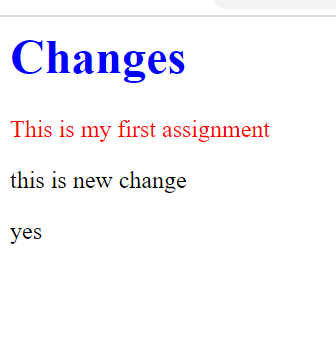 Changes
This is my first assignment
this is new change
yes